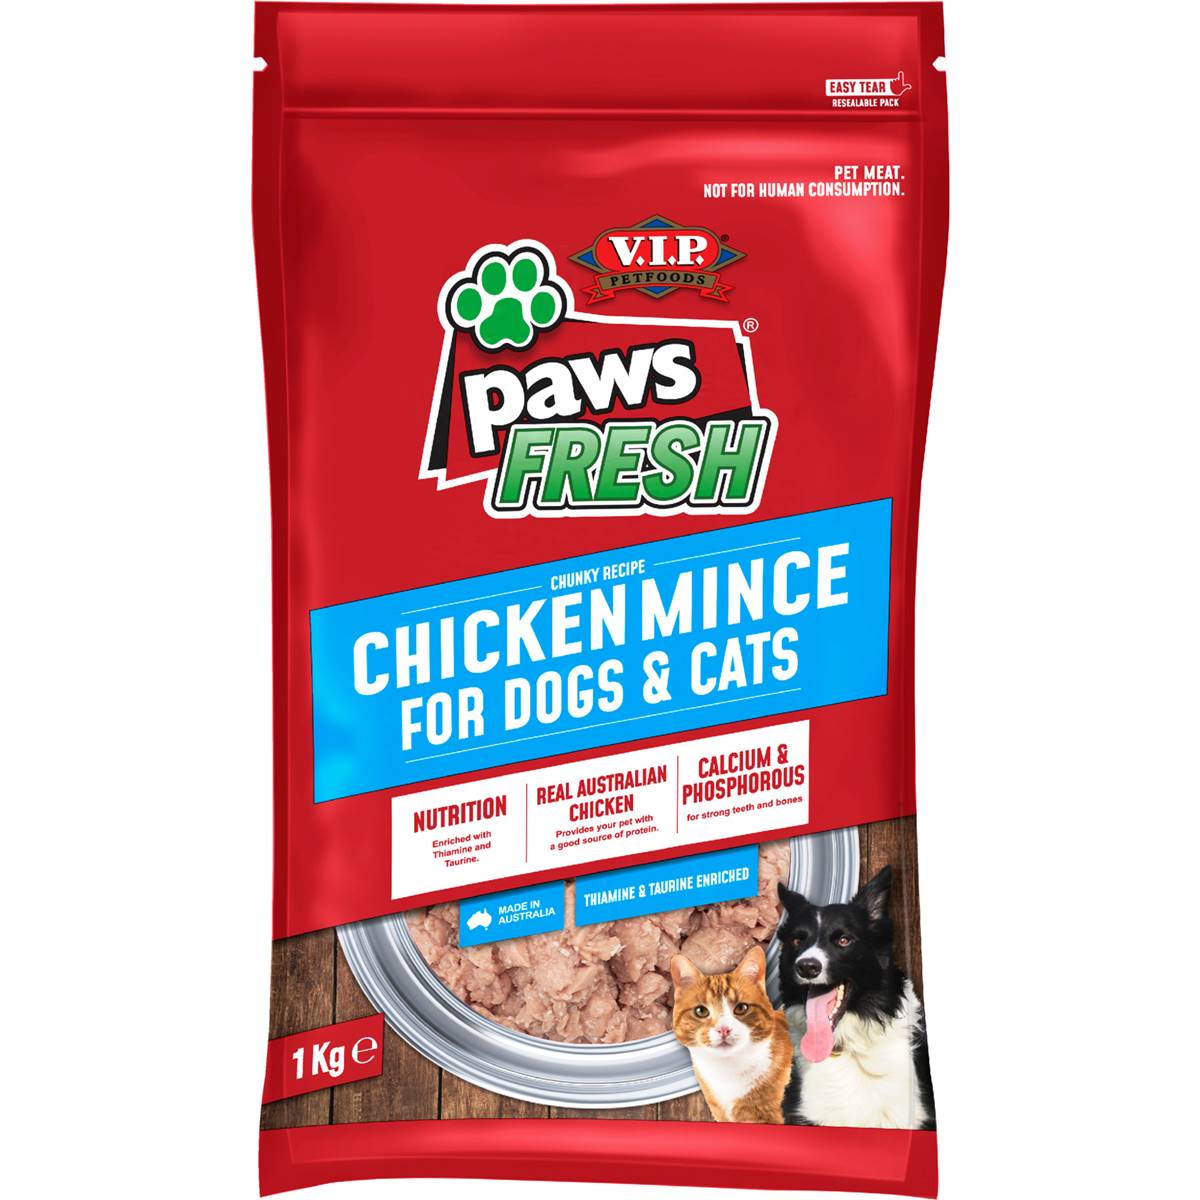 EASY TEAR
RESEALABLE PACK
PET MEAT.
NOT FOR HUMAN CONSUMPTION.
V.I.P. ®
PETFOODS
paws ®
FRESH
CHUNKY RECIPE
CHICKEN MINCE
FOR DOGS & CATS
NUTRITION
Enriched with
Thiamine and
Taurine.
REAL AUSTRALIAN
CHICKEN
Provides your pet with
a good source of protein.
CALCIUM &
PHOSPHOROUS
for strong teeth and bones
MADE IN
AUSTRALIA
THIAMINE & TAURINE ENRICHED
1Kg e